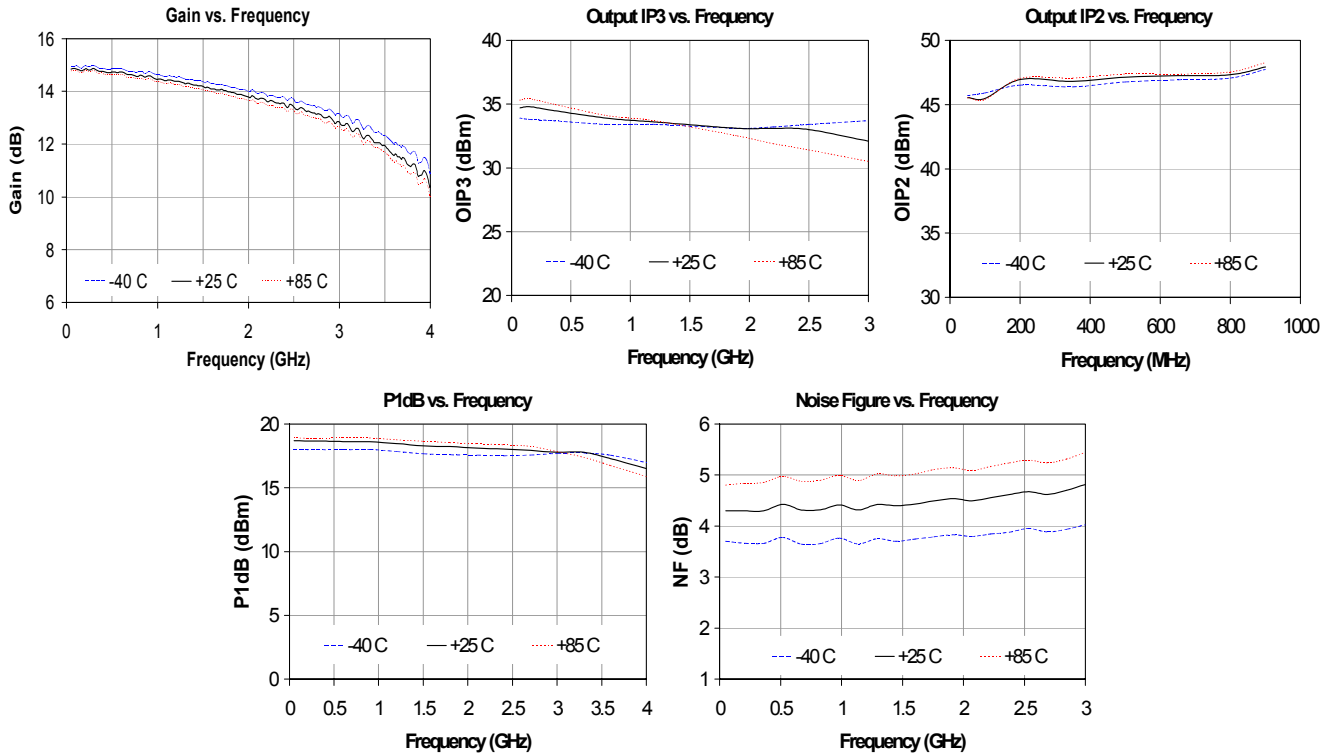 Gain vs. Frequency
16
14
12
10
8
6
Gain (dB)
-40 C +25 C +85 C
0 1 2 3 4
Frequency (GHz)
Output IP3 vs. Frequency
40
35
30
25
20
OIP3 (dBm)
-40 C +25 C +85 C
0 0.5 1 1.5 2 2.5 3
Frequency (GHz)
Output IP2 vs. Frequency
50
45
40
35
30
OIP2 (dBm)
-40 C +25 C +85 C
0 200 400 600 800 1000
Frequency (MHz)
P1dB vs. Frequency
20
15
10
5
0
P1dB (dBm)
-40 C +25 C +85 C
0 0.5 1 1.5 2 2.5 3 3.5 4
Frequency (GHz)
Noise Figure vs. Frequency
6
5
4
3
2
1
NF (dB)
-40 C +25 C +85 C
0 0.5 1 1.5 2 2.5 3
Frequency (GHz)